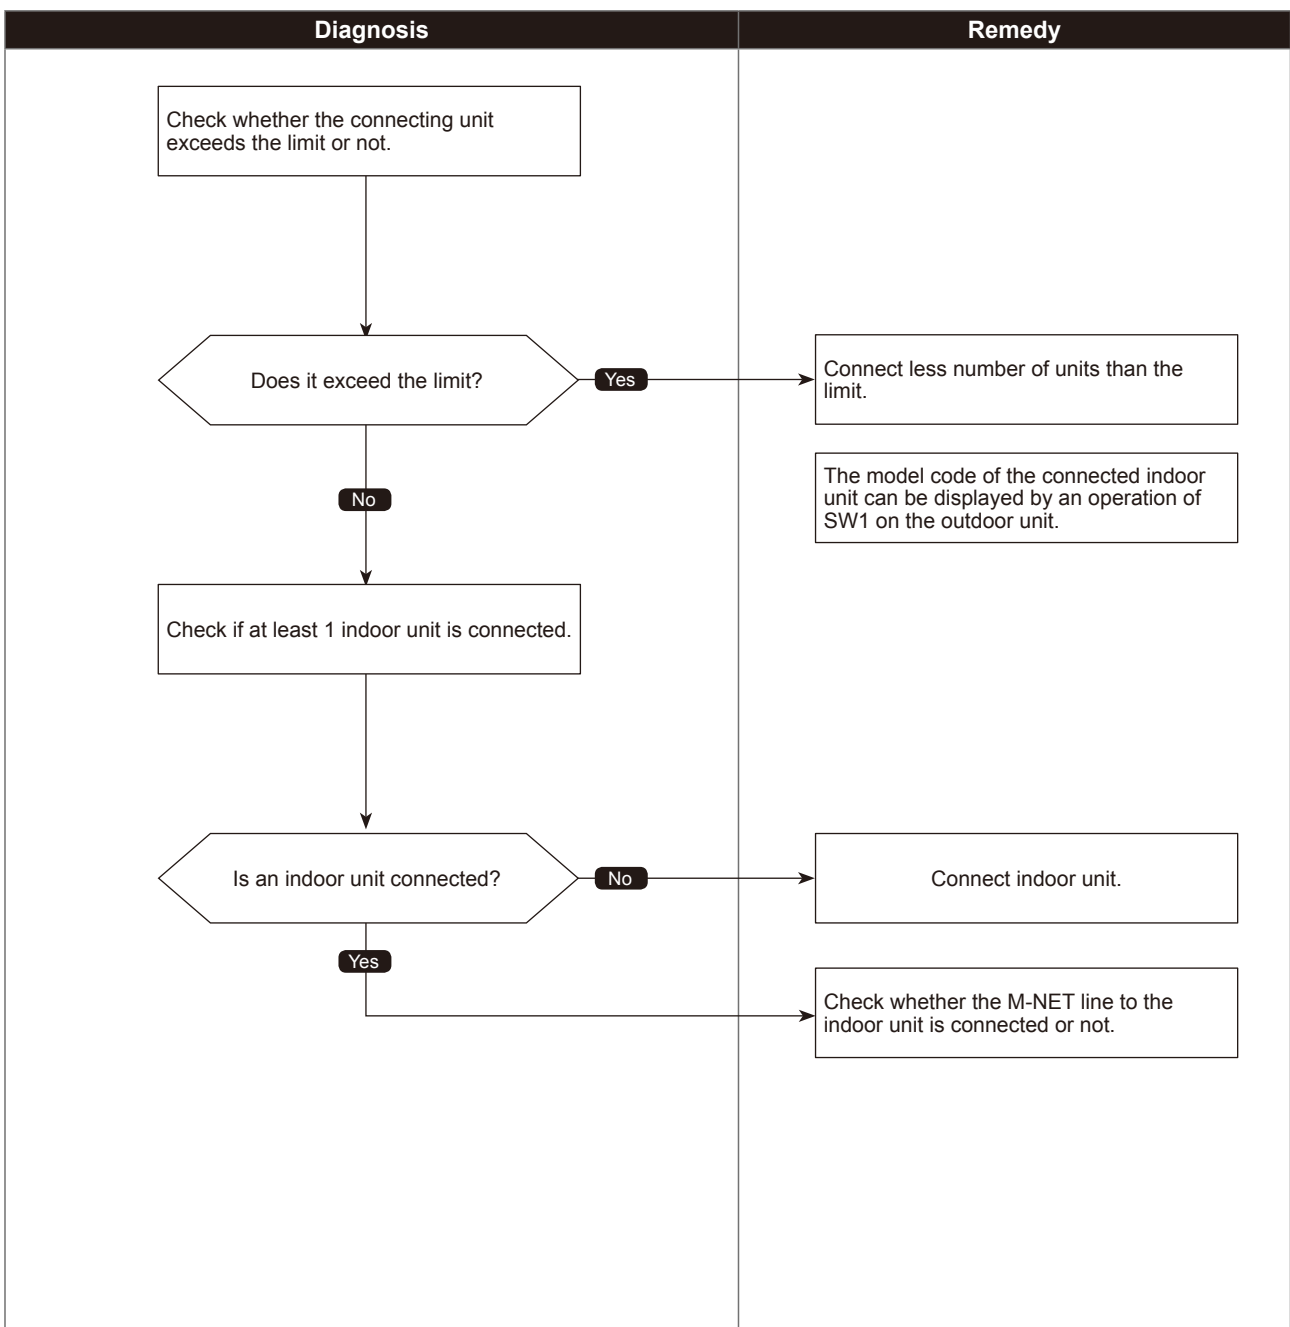 Diagnosis
Remedy
Check whether the connecting unit
exceeds the limit or not.
Does it exceed the limit?
Yes
Connect less number of units than the
limit.
The model code of the connected indoor
unit can be displayed by an operation of
SW1 on the outdoor unit.
No
Check if at least 1 indoor unit is connected.
Is an indoor unit connected?
No
Connect indoor unit.
Yes
Check whether the M-NET line to the
indoor unit is connected or not.